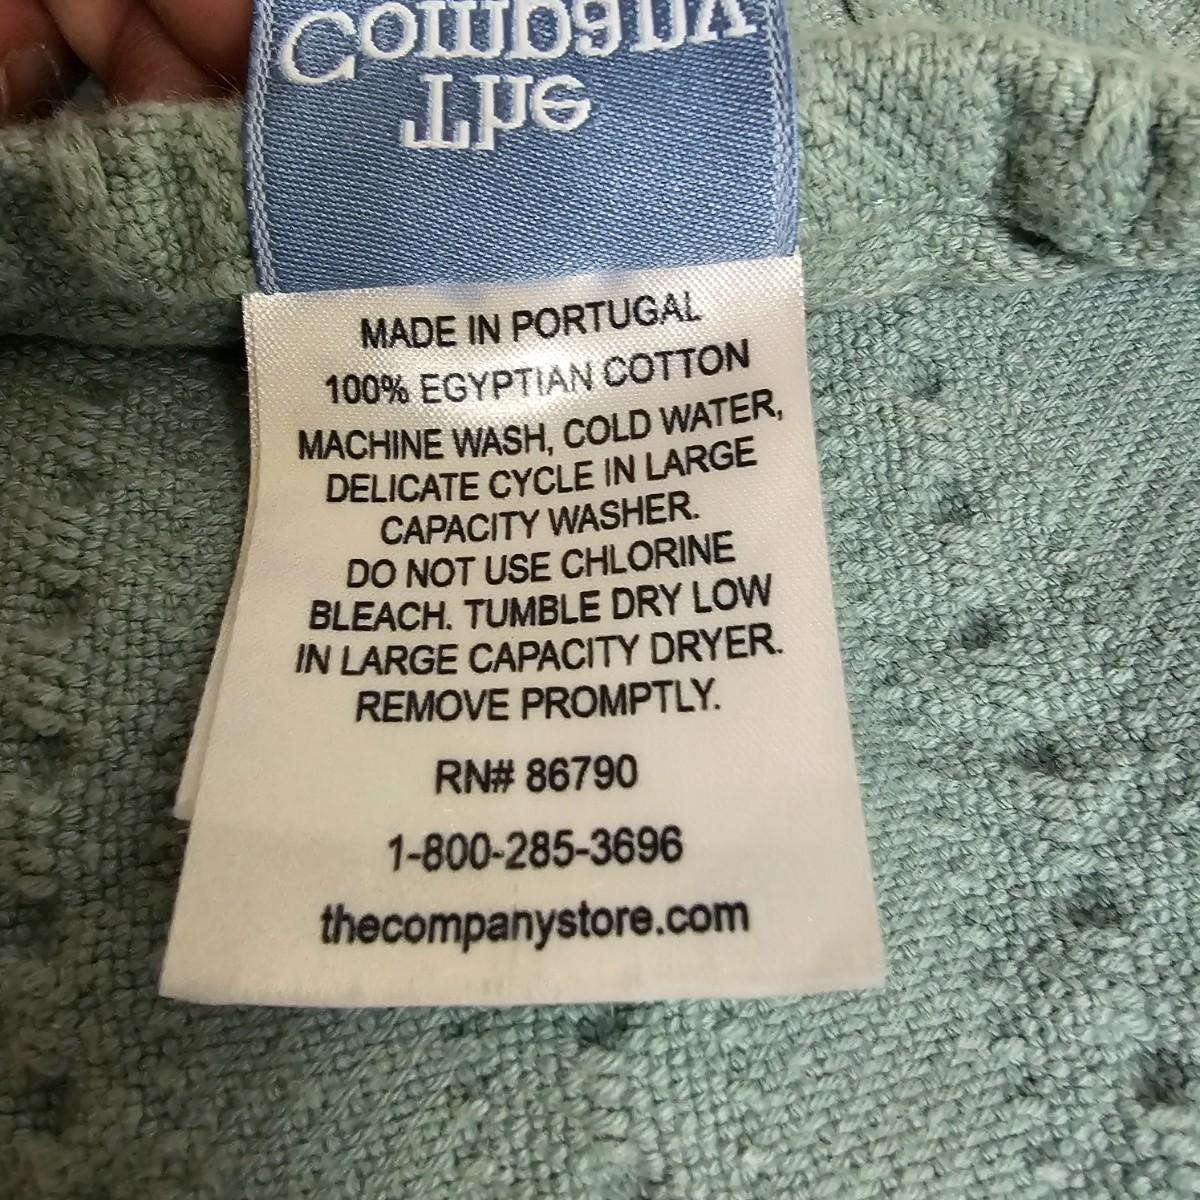 The
Company
MADE IN PORTUGAL
100% EGYPTIAN COTTON
MACHINE WASH, COLD WATER,
DELICATE CYCLE IN LARGE
CAPACITY WASHER.
DO NOT USE CHLORINE
BLEACH. TUMBLE DRY LOW
IN LARGE CAPACITY DRYER.
REMOVE PROMPTLY.
RN# 86790
1-800-285-3696
thecompanystore.com